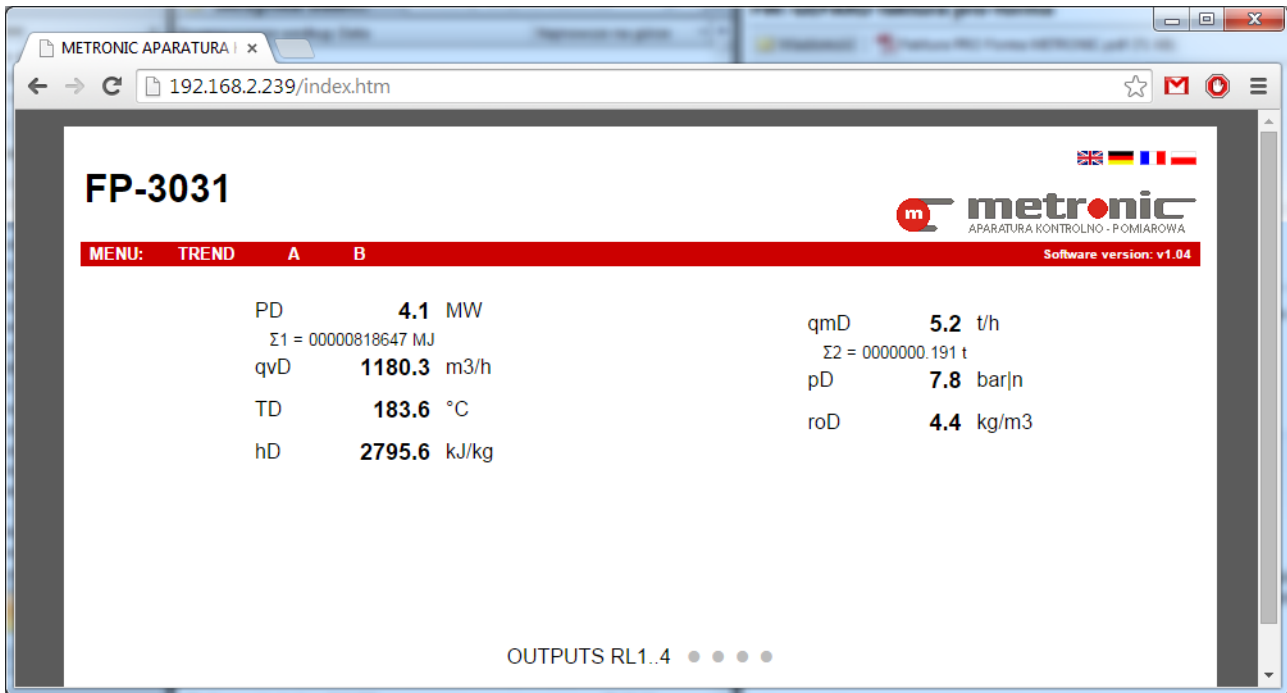 METRONIC APARATURA
192.168.2.239/index.htm
FP-3031
m metronic
APARATURA KONTROLNO - POMIAROWA
MENU: TREND A B Software version: v1.04
PD 4.1 MW
Σ1 = 00000818647 MJ
qvD 1180.3 m3/h
TD 183.6 °C
hD 2795.6 kJ/kg
qmD 5.2 t/h
Σ2 = 0000000.191 t
pD 7.8 bar|n
roD 4.4 kg/m3
OUTPUTS RL1..4